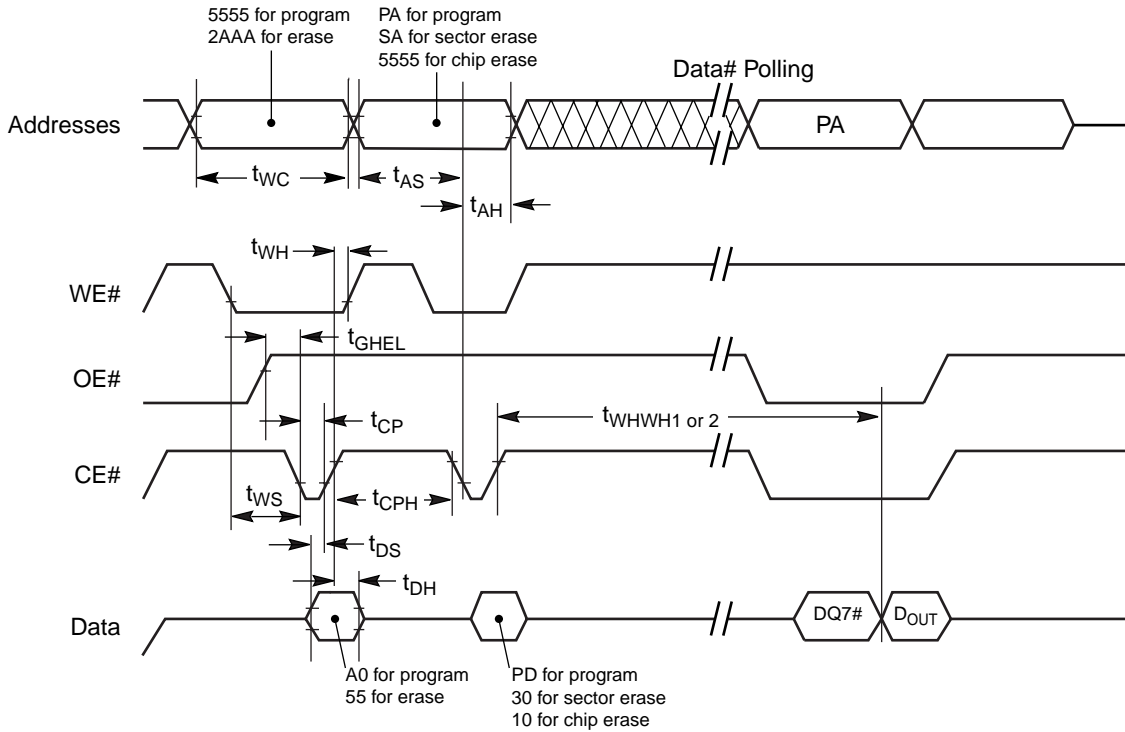 5555 for program
2AAA for erase
PA for program
SA for sector erase
5555 for chip erase
Data# Polling
Addresses
PA
tWC
tAS
tAH
tWH
WE#
tGHEL
OE#
tCP
tWHWH1 or 2
CE#
tWS
tCPH
tDS
tDH
Data
DQ7#
DOUT
A0 for program
55 for erase
PD for program
30 for sector erase
10 for chip erase